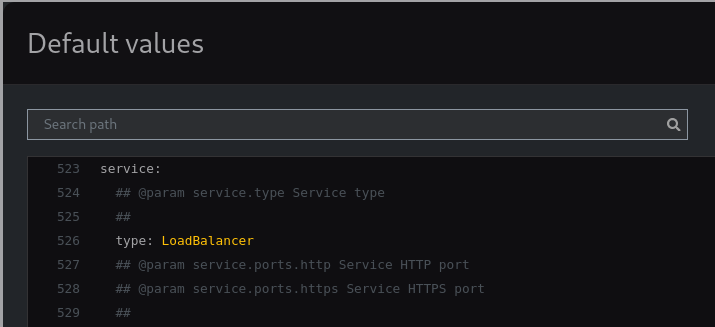 Default values
Search path
523 service:
524 ## @param service.type Service type
525 ##
526 type: LoadBalancer
527 ## @param service.ports.http Service HTTP port
528 ## @param service.ports.https Service HTTPS port
529 ##